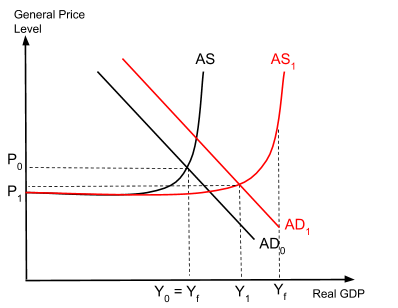 General Price
Level
AS
AS₁
P₀
P₁
AD₁
AD₀
Y₀ = Yf
Y₁
Yf
Real GDP